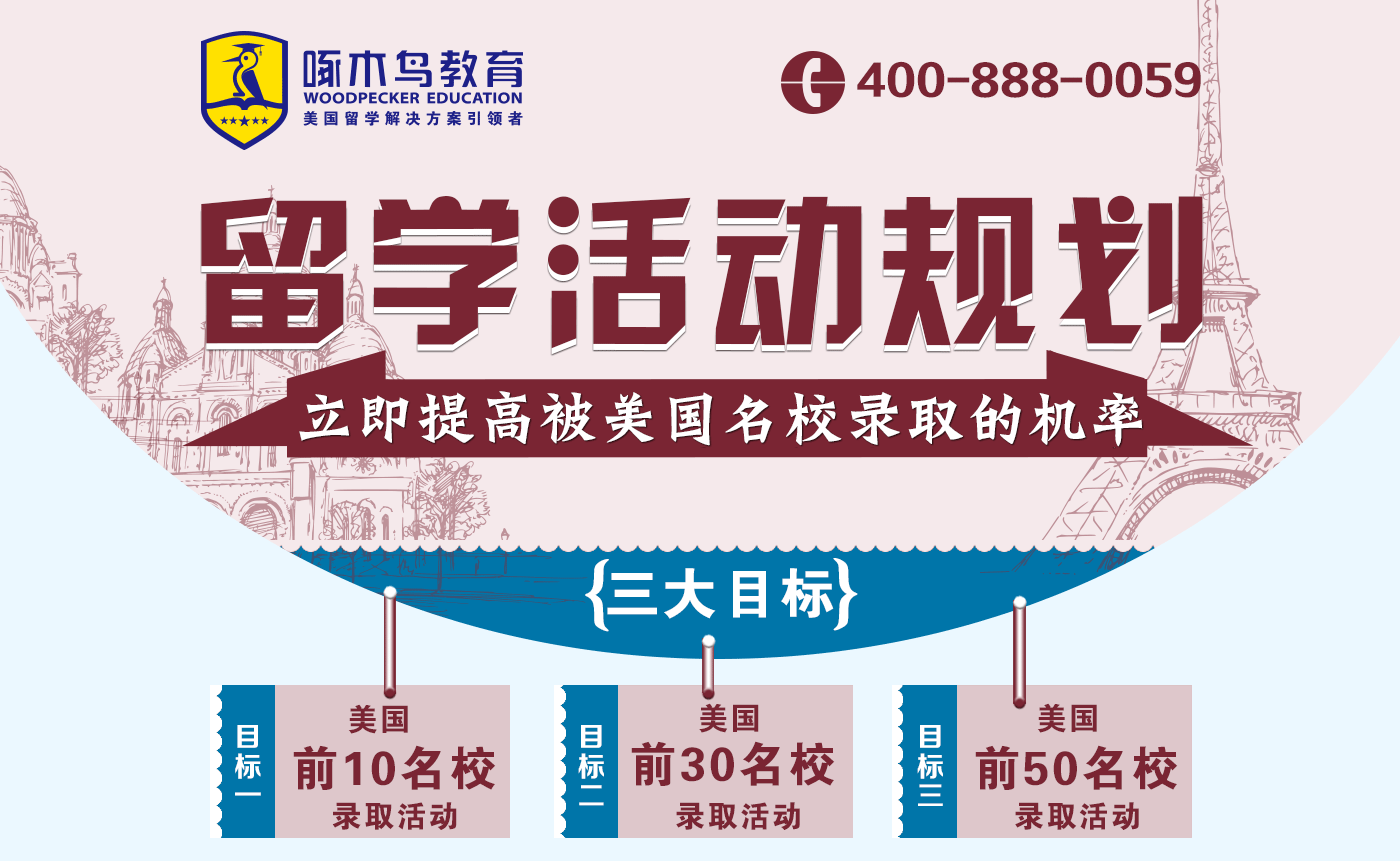 啄木鸟教育
WOODPECKER EDUCATION
美国留学解决方案引领者
400-888-0059
留学活动规划
立即提高被美国名校录取的机率
{三大目标}
目标一
美国
前10名校
录取活动
目标二
美国
前30名校
录取活动
目标三
美国
前50名校
录取活动